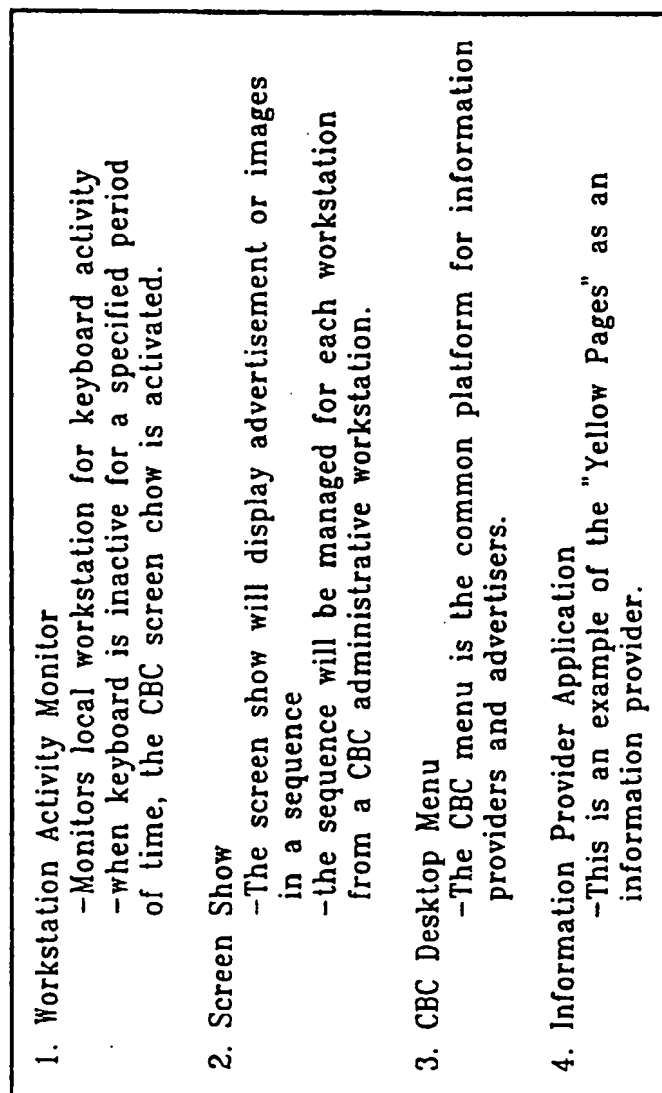 1. Workstation Activity Monitor
-Monitors local workstation for keyboard activity
-when keyboard is inactive for a specified period
of time, the CBC screen chow is activated.
2. Screen Show
-The screen show will display advertisement or images
in a sequence
-the sequence will be managed for each workstation
from a CBC administrative workstation.
3. CBC Desktop Menu
-The CBC menu is the common platform for information
providers and advertisers.
4. Information Provider Application
-This is an example of the "Yellow Pages" as an
information provider.